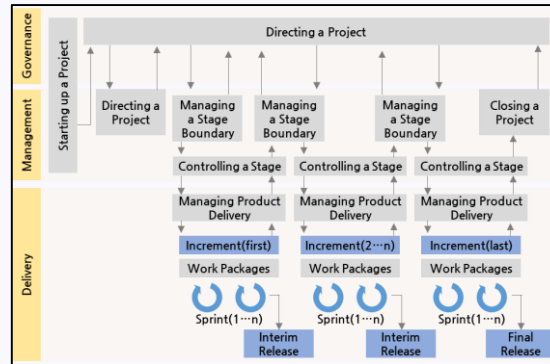 Governance
Directing a Project
Starting up a Project
Management
Directing a
Project
Managing
a Stage
Boundary
Managing
a Stage
Boundary
Managing
a Stage
Boundary
Closing
a Project
Controlling a Stage
Controlling a Stage
Controlling a Stage
Delivery
Managing Product
Delivery
Managing Product
Delivery
Managing Product
Delivery
Increment(first)
Increment(2⋯n)
Increment(last)
Work Packages
Work Packages
Work Packages
Sprint(1⋯n)
Sprint(1⋯n)
Sprint(1⋯n)
Interim
Release
Interim
Release
Final
Release